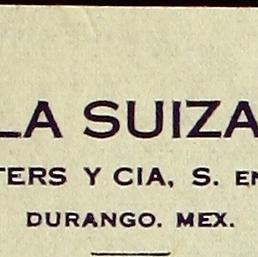 LA SUIZA
TERS Y CIA, S. EN
DURANGO. MEX.